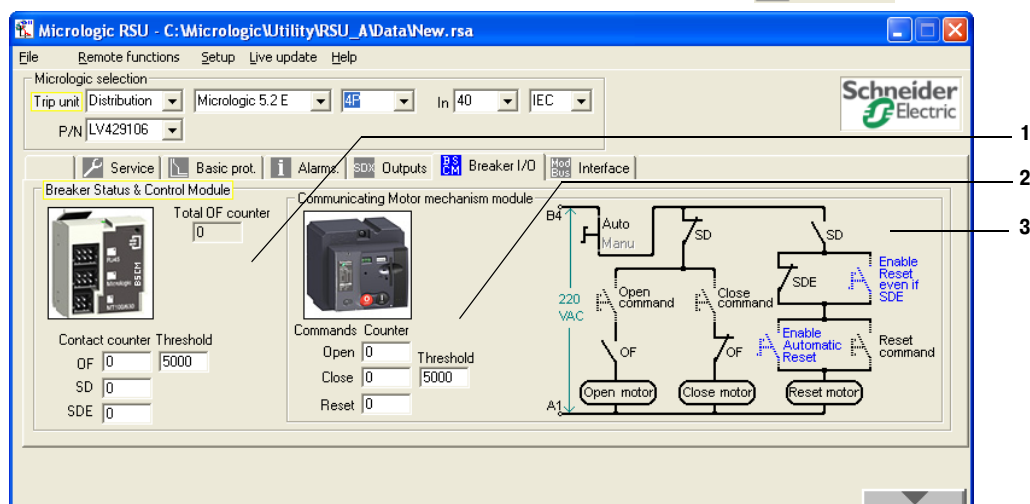 Micrologic RSU - C:\Micrologic\Utility\RSU_A\Data\New.rsa
File Remote functions Setup Live update Help
Micrologic selection
Trip unit Distribution Micrologic 5.2 E 4P In 40 IEC
P/N LV429106
Schneider
Electric
Service Basic prot. Alarms. SDX Outputs BSCM Breaker I/O Mod Bus Interface
1
2
3
Breaker Status & Control Module
Total OF counter
0
BSCM
Contact counter Threshold
OF 0 5000
SD 0
SDE 0
Communicating Motor mechanism module
Commands Counter
Open 0 Threshold
Close 0 5000
Reset 0
B4
Auto
Manu
SD
SD
220
VAC
Open
command
Close
command
SDE
Enable
Reset
even if
SDE
OF
OF
Enable
Automatic
Reset
Reset
command
Open motor
Close motor
Reset motor
A1